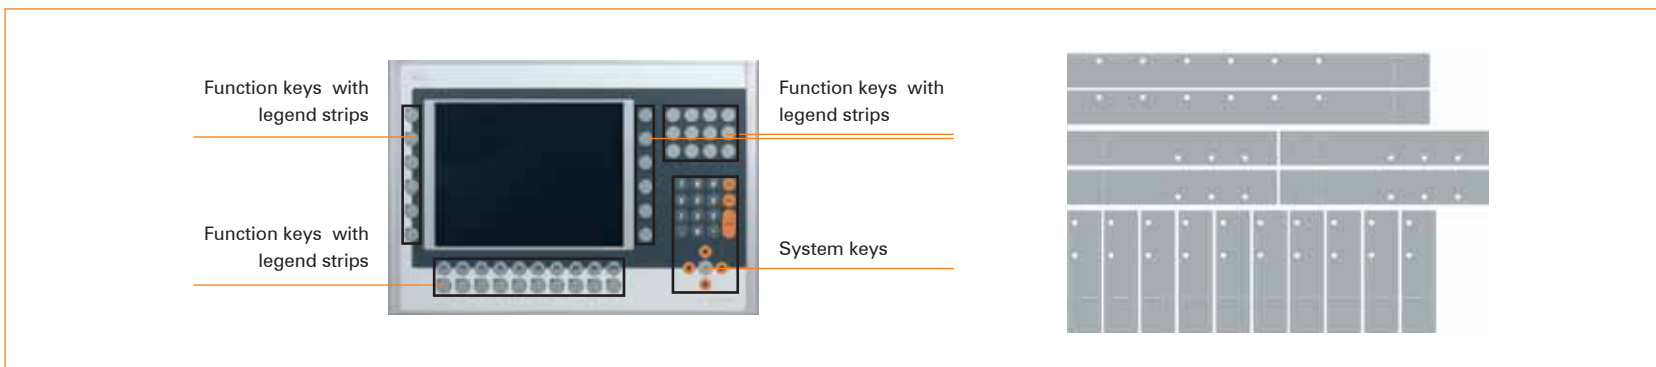 Function keys with
legend strips
Function keys with
legend strips
Function keys with
legend strips
System keys